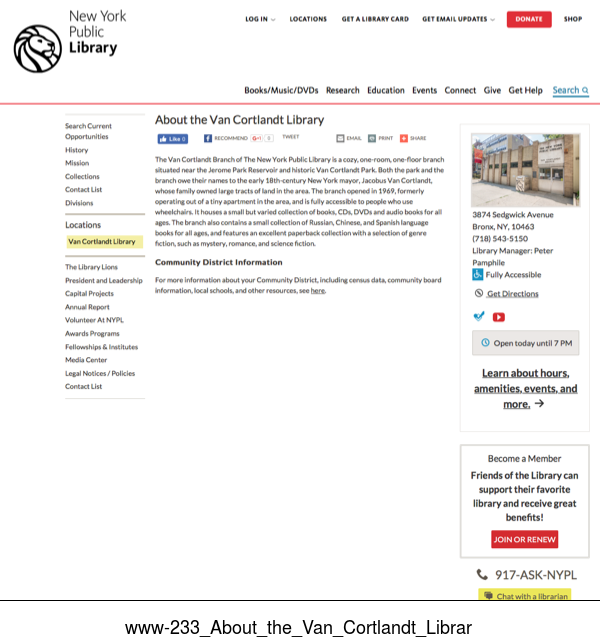 New York
Public
Library
LOG IN
LOCATIONS
GET A LIBRARY CARD
GET EMAIL UPDATES
DONATE
SHOP
Books/Music/DVDs Research Education Events Connect Give Get Help Search
Search Current
Opportunities
History
Mission
Collections
Contact List
Divisions
Locations
Van Cortlandt Library
The Library Lions
President and Leadership
Capital Projects
Annual Report
Volunteer At NYPL
Awards Programs
Fellowships & Institutes
Media Center
Legal Notices / Policies
Contact List
About the Van Cortlandt Library
Like 0
RECOMMEND
G+1 0
TWEET
EMAIL
PRINT
SHARE
The Van Cortlandt Branch of The New York Public Library is a cozy, one-room, one-floor branch
situated near the Jerome Park Reservoir and historic Van Cortlandt Park. Both the park and the
branch owe their names to the early 18th-century New York mayor, Jacobus Van Cortlandt,
whose family owned large tracts of land in the area. The branch opened in 1969, formerly
operating out of a tiny apartment in the area, and is fully accessible to people who use
wheelchairs. It houses a small but varied collection of books, CDs, DVDs and audio books for all
ages. The branch also contains a small collection of Russian, Chinese, and Spanish language
books for all ages, and features an excellent paperback collection with a selection of genre
fiction, such as mystery, romance, and science fiction.
Community District Information
For more information about your Community District, including census data, community board
information, local schools, and other resources, see here.
3874 Sedgwick Avenue
Bronx, NY, 10463
(718) 543-5150
Library Manager: Peter
Pamphile
Fully Accessible
Get Directions
Open today until 7 PM
Learn about hours,
amenities, events, and
more. →
Become a Member
Friends of the Library can
support their favorite
library and receive great
benefits!
JOIN OR RENEW
917-ASK-NYPL
Chat with a librarian
www-233_About_the_Van_Cortlandt_Librar